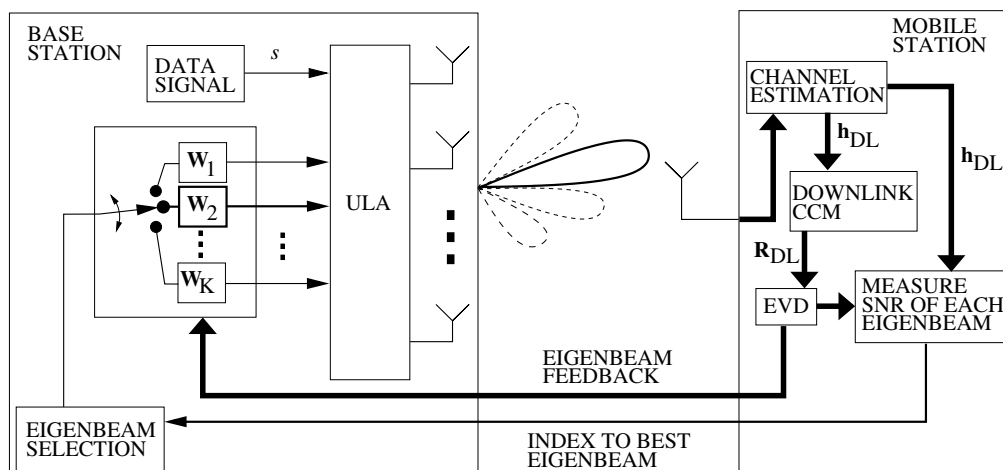 BASE
STATION
DATA
SIGNAL
s
W1
W2
WK
ULA
EIGENBEAM
SELECTION
EIGENBEAM
FEEDBACK
INDEX TO BEST
EIGENBEAM
MOBILE
STATION
CHANNEL
ESTIMATION
hDL
hDL
DOWNLINK
CCM
RDL
EVD
MEASURE
SNR OF EACH
EIGENBEAM